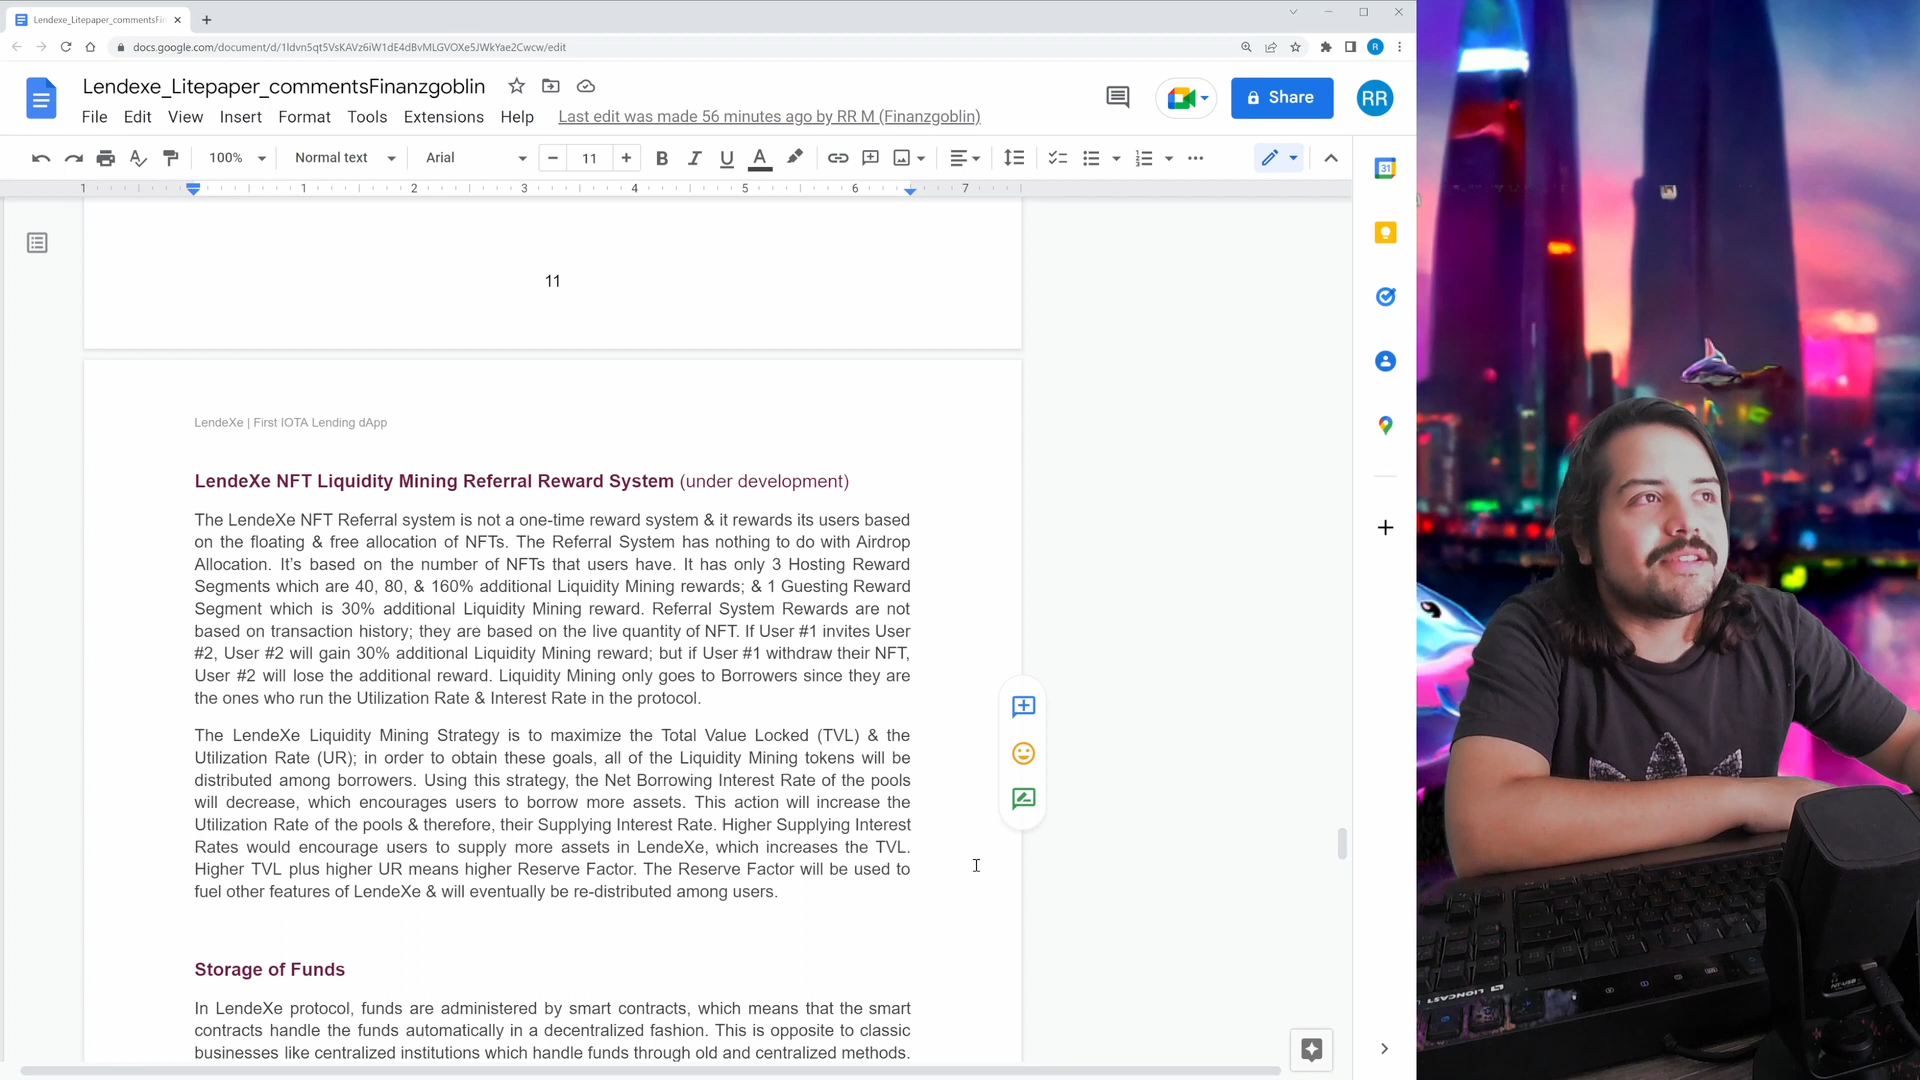 Lendexe_Litepaper_commentsFin
docs.google.com/document/d/1ldvn5qt5VsKAVz6iW1dE4dBvMLGVOXe5JWkYae2Cwcw/edit
R
Lendexe_Litepaper_commentsFinanzgoblin
Share
RR
File Edit View Insert Format Tools Extensions Help Last edit was made 56 minutes ago by RR M (Finanzgoblin)
100% Normal text Arial 11 B I U A
31
1 1 2 3 4 5 6 7
11
LendeXe | First IOTA Lending dApp
LendeXe NFT Liquidity Mining Referral Reward System (under development)
The LendeXe NFT Referral system is not a one-time reward system & it rewards its users based
on the floating & free allocation of NFTs. The Referral System has nothing to do with Airdrop
Allocation. It's based on the number of NFTs that users have. It has only 3 Hosting Reward
Segments which are 40, 80, & 160% additional Liquidity Mining rewards; & 1 Guesting Reward
Segment which is 30% additional Liquidity Mining reward. Referral System Rewards are not
based on transaction history; they are based on the live quantity of NFT. If User #1 invites User
#2, User #2 will gain 30% additional Liquidity Mining reward; but if User #1 withdraw their NFT,
User #2 will lose the additional reward. Liquidity Mining only goes to Borrowers since they are
the ones who run the Utilization Rate & Interest Rate in the protocol.
The LendeXe Liquidity Mining Strategy is to maximize the Total Value Locked (TVL) & the
Utilization Rate (UR); in order to obtain these goals, all of the Liquidity Mining tokens will be
distributed among borrowers. Using this strategy, the Net Borrowing Interest Rate of the pools
will decrease, which encourages users to borrow more assets. This action will increase the
Utilization Rate of the pools & therefore, their Supplying Interest Rate. Higher Supplying Interest
Rates would encourage users to supply more assets in LendeXe, which increases the TVL.
Higher TVL plus higher UR means higher Reserve Factor. The Reserve Factor will be used to
fuel other features of LendeXe & will eventually be re-distributed among users.
Storage of Funds
In LendeXe protocol, funds are administered by smart contracts, which means that the smart
contracts handle the funds automatically in a decentralized fashion. This is opposite to classic
businesses like centralized institutions which handle funds through old and centralized methods.
LIONCAST